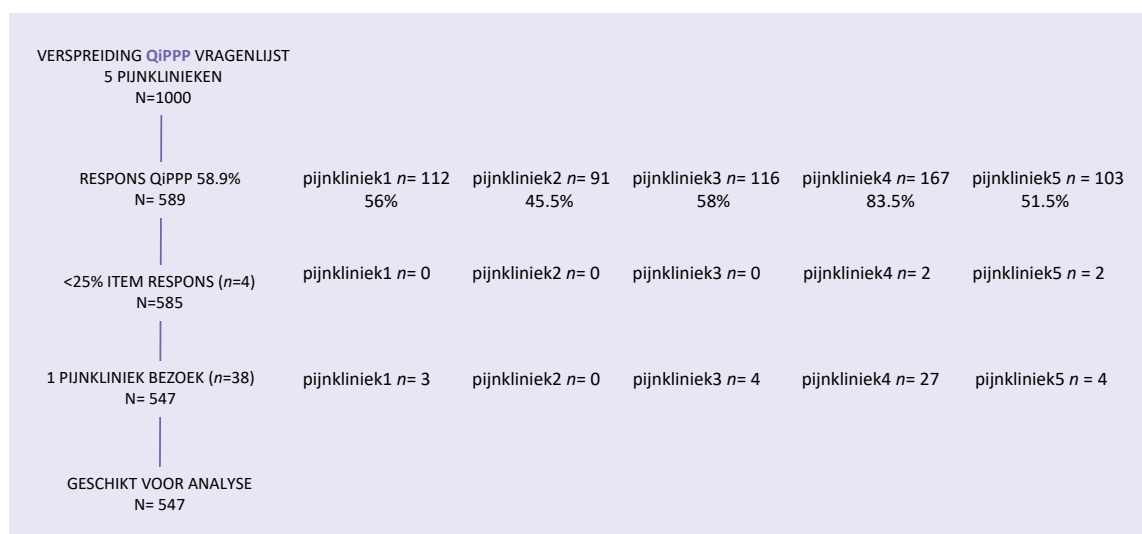 VERSPREIDING QiPPP VRAGENLIJST
5 PIJNKLINIEKEN
N=1000
RESPONS QiPPP 58.9%
N= 589
pijnkliniek1 n= 112
56%
pijnkliniek2 n= 91
45.5%
pijnkliniek3 n= 116
58%
pijnkliniek4 n= 167
83.5%
pijnkliniek5 n = 103
51.5%
<25% ITEM RESPONS (n=4)
N=585
pijnkliniek1 n= 0
pijnkliniek2 n= 0
pijnkliniek3 n= 0
pijnkliniek4 n= 2
pijnkliniek5 n = 2
1 PIJNKLINIEK BEZOEK (n=38)
N= 547
pijnkliniek1 n= 3
pijnkliniek2 n= 0
pijnkliniek3 n= 4
pijnkliniek4 n= 27
pijnkliniek5 n = 4
GESCHIKT VOOR ANALYSE
N= 547